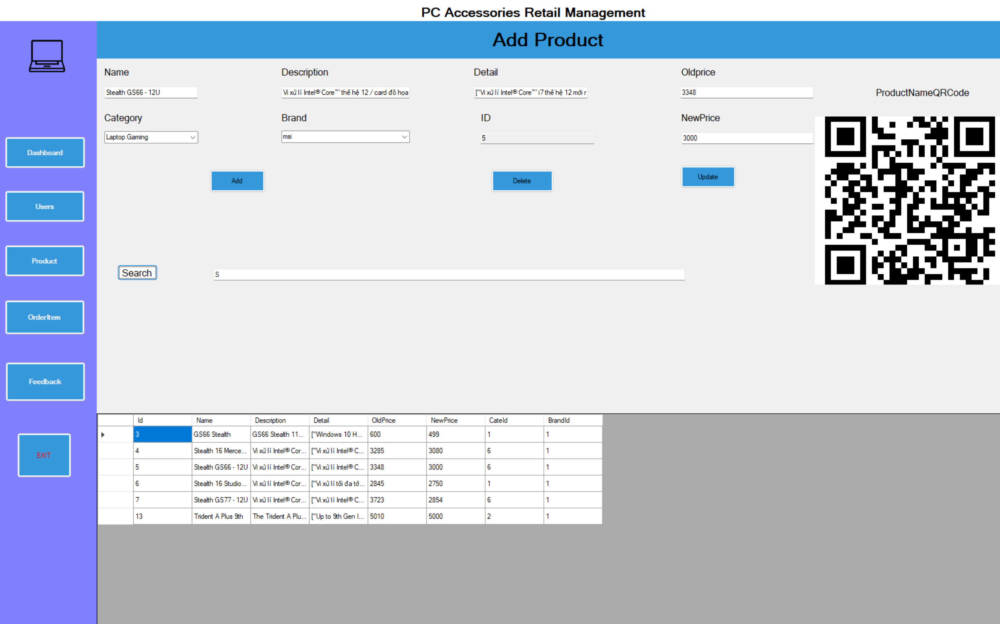 PC Accessories Retail Management
Add Product
Name Description Detail Oldprice
Stealth GS66 - 12U Vi xử lí Intel® Core™ thế hệ 12 / card đồ họa ["Vi xử lí Intel® Core™ i7 thế hệ 12 mới r 3348 ProductNameQRCode
Category Brand ID NewPrice
Laptop Gaming msi 5 3000
Dashboard
Add Delete Update
Users
Product
Search S
OrderItem
Feedback
EXIT
Id Name Description Detail OldPrice NewPrice CateId BrandId
3 GS66 Stealth GS66 Stealth 11... ["Windows 10 H... 600 499 1 1
4 Stealth 16 Merce... Vi xử lí Intel® Cor... ["Vi xử lí Intel® C... 3285 3080 6 1
5 Stealth GS66 - 12U Vi xử lí Intel® Cor... ["Vi xử lí Intel® C... 3348 3000 6 1
6 Stealth 16 Studio... Vi xử lí Intel® Cor... ["Vi xử lí tối đa tớ... 2845 2750 1 1
7 Stealth GS77 - 12U Vi xử lí Intel® Cor... ["Vi xử lí Intel® C... 3723 2854 6 1
13 Trident A Plus 9th The Trident A Plu... ["Up to 9th Gen I... 5010 5000 2 1